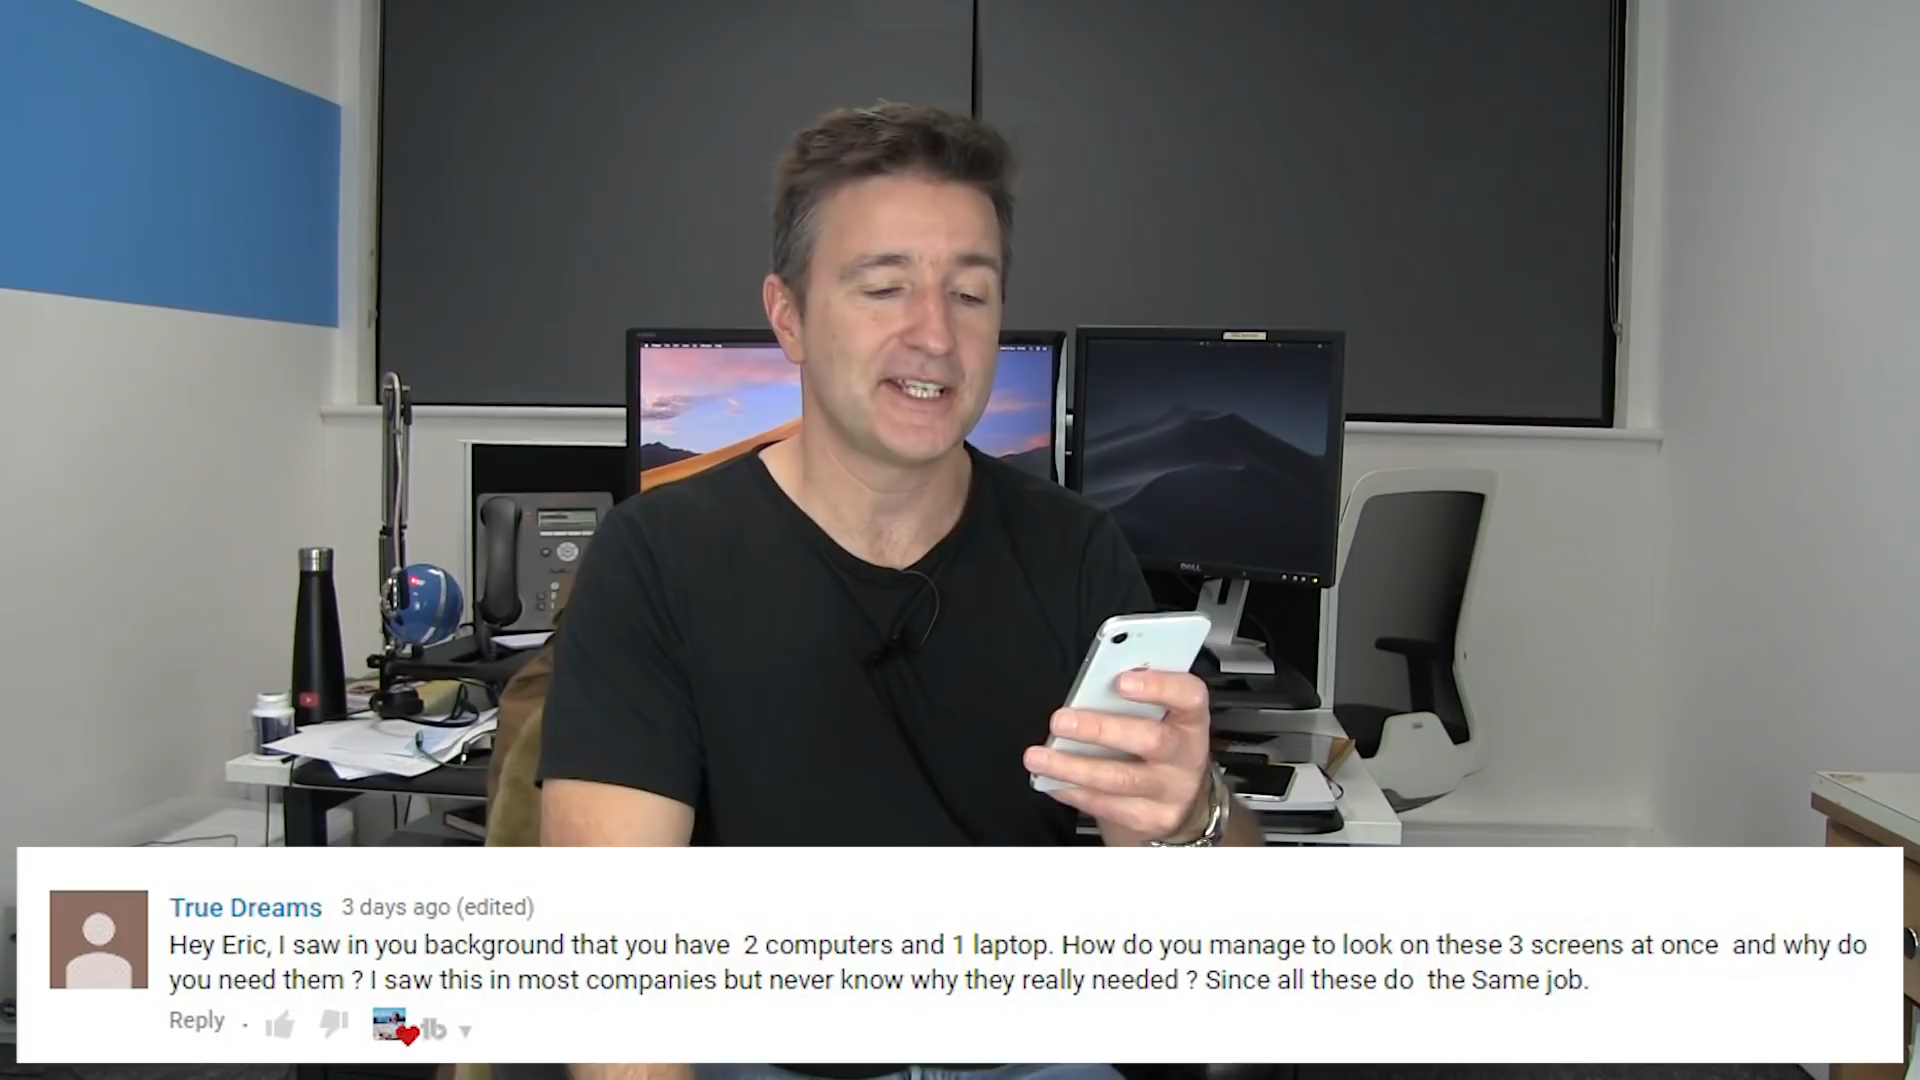 DELL
True Dreams 3 days ago (edited)
Hey Eric, I saw in you background that you have 2 computers and 1 laptop. How do you manage to look on these 3 screens at once and why do
you need them ? I saw this in most companies but never know why they really needed ? Since all these do the Same job.
Reply